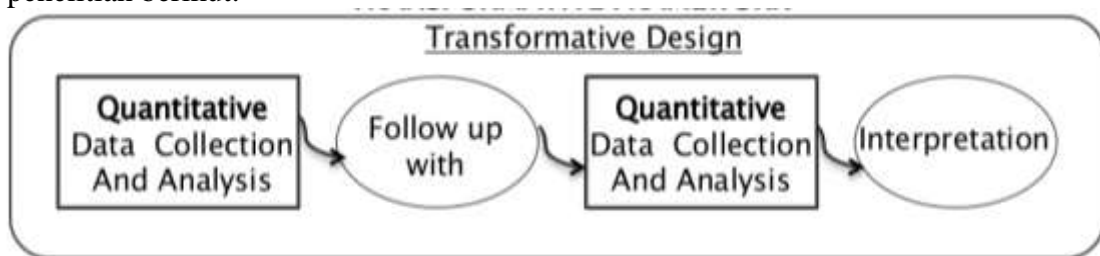 Transformative Design
Quantitative
Data Collection
And Analysis
Follow up
with
Quantitative
Data Collection
And Analysis
Interpretation